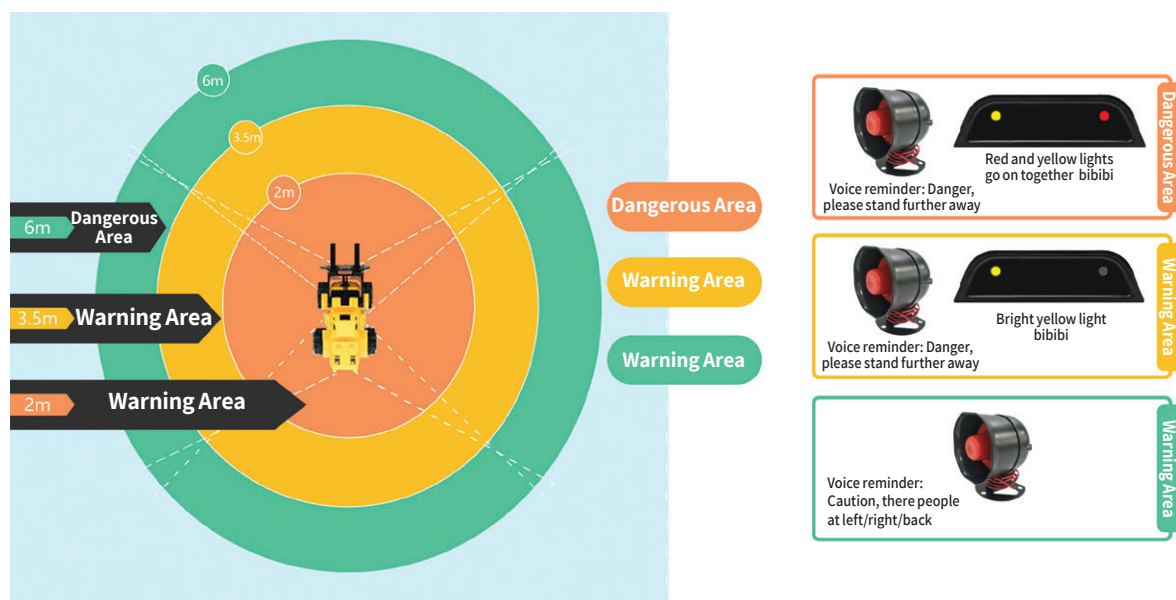 6m
3.5m
2m
6m
Dangerous
Area
3.5m
Warning Area
2m
Warning Area
Dangerous Area
Warning Area
Warning Area
Voice reminder: Danger,
please stand further away
Red and yellow lights
go on together bibibi
Dangerous Area
Voice reminder: Danger,
please stand further away
Bright yellow light
bibibi
Warning Area
Voice reminder:
Caution, there people
at left/right/back
Warning Area